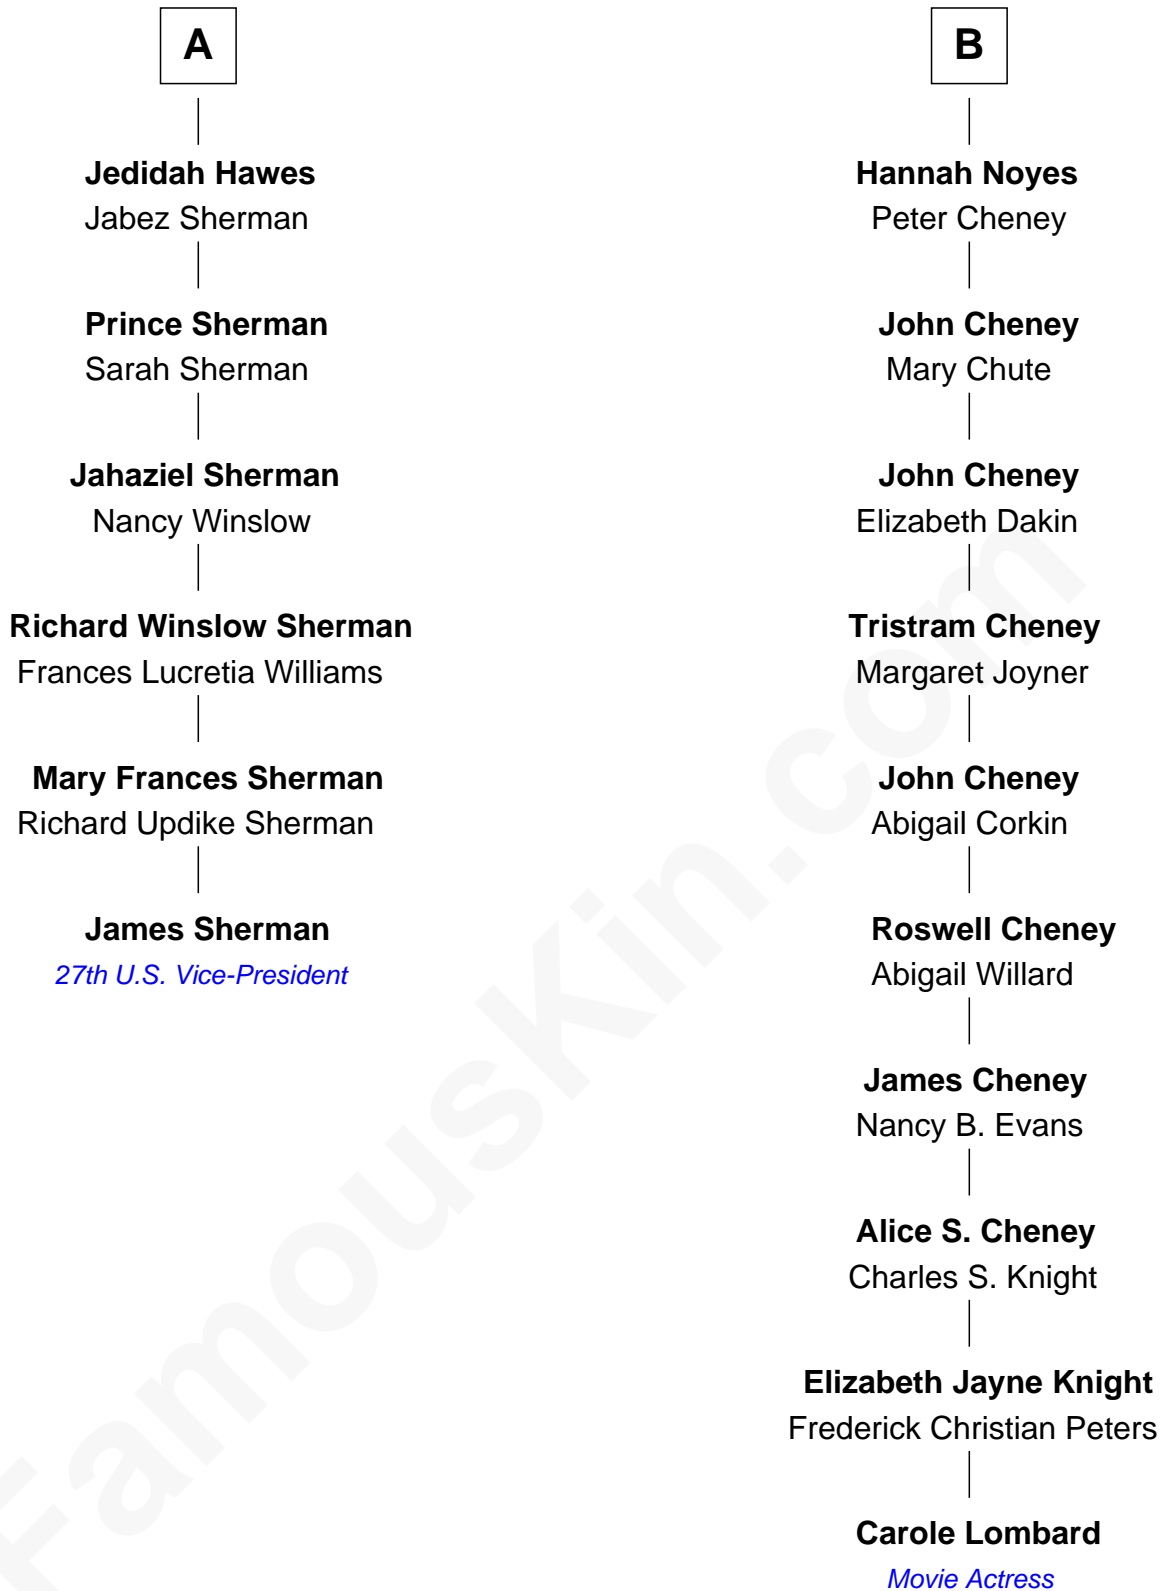 A
Jedidah Hawes
Jabez Sherman
Prince Sherman
Sarah Sherman
Jahaziel Sherman
Nancy Winslow
Richard Winslow Sherman
Frances Lucretia Williams
Mary Frances Sherman
Richard Updike Sherman
James Sherman
27th U.S. Vice-President
B
Hannah Noyes
Peter Cheney
John Cheney
Mary Chute
John Cheney
Elizabeth Dakin
Tristram Cheney
Margaret Joyner
John Cheney
Abigail Corkin
Roswell Cheney
Abigail Willard
James Cheney
Nancy B. Evans
Alice S. Cheney
Charles S. Knight
Elizabeth Jayne Knight
Frederick Christian Peters
Carole Lombard
Movie Actress
FamousKin.com